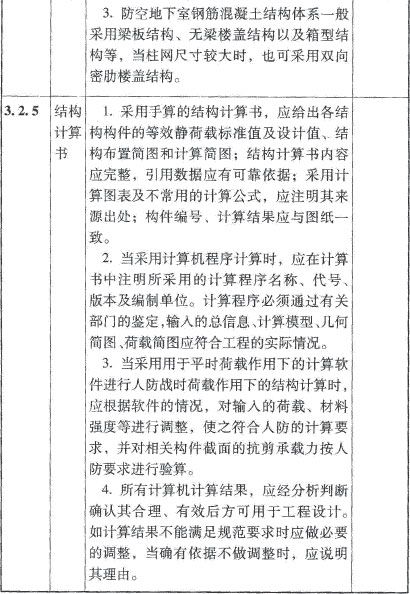 3. 防空地下室钢筋混凝土结构体系一般
采用梁板结构、无梁楼盖结构以及箱型结
构等，当柱网尺寸较大时，也可采用双向
密肋楼盖结构。
3.2.5 结构 1. 采用手算的结构计算书，应给出各结
计算 构构件的等效静荷载标准值及设计值、结
书 构布置简图和计算简图；结构计算书内容
应完整，引用数据应有可靠依据；采用计
算图表及不常用的计算公式，应注明其来
源出处；构件编号、计算结果应与图纸一
致。
2. 当采用计算机程序计算时，应在计算
书中注明所采用的计算程序名称、代号、
版本及编制单位。计算程序必须通过有关
部门的鉴定，输入的总信息、计算模型、几何
简图、荷载简图应符合工程的实际情况。
3. 当采用用于平时荷载作用下的计算软
件进行人防战时荷载作用下的结构计算时，
应根据软件的情况，对输入的荷载、材料
强度等进行调整，使之符合人防的计算要
求，并对相关构件截面的抗剪承载力按人
防要求进行验算。
4. 所有计算机计算结果，应经分析判断
确认其合理、有效后方可用于工程设计。
如计算结果不能满足规范要求时应做必要
的调整，当确有依据不做调整时，应说明
其理由。